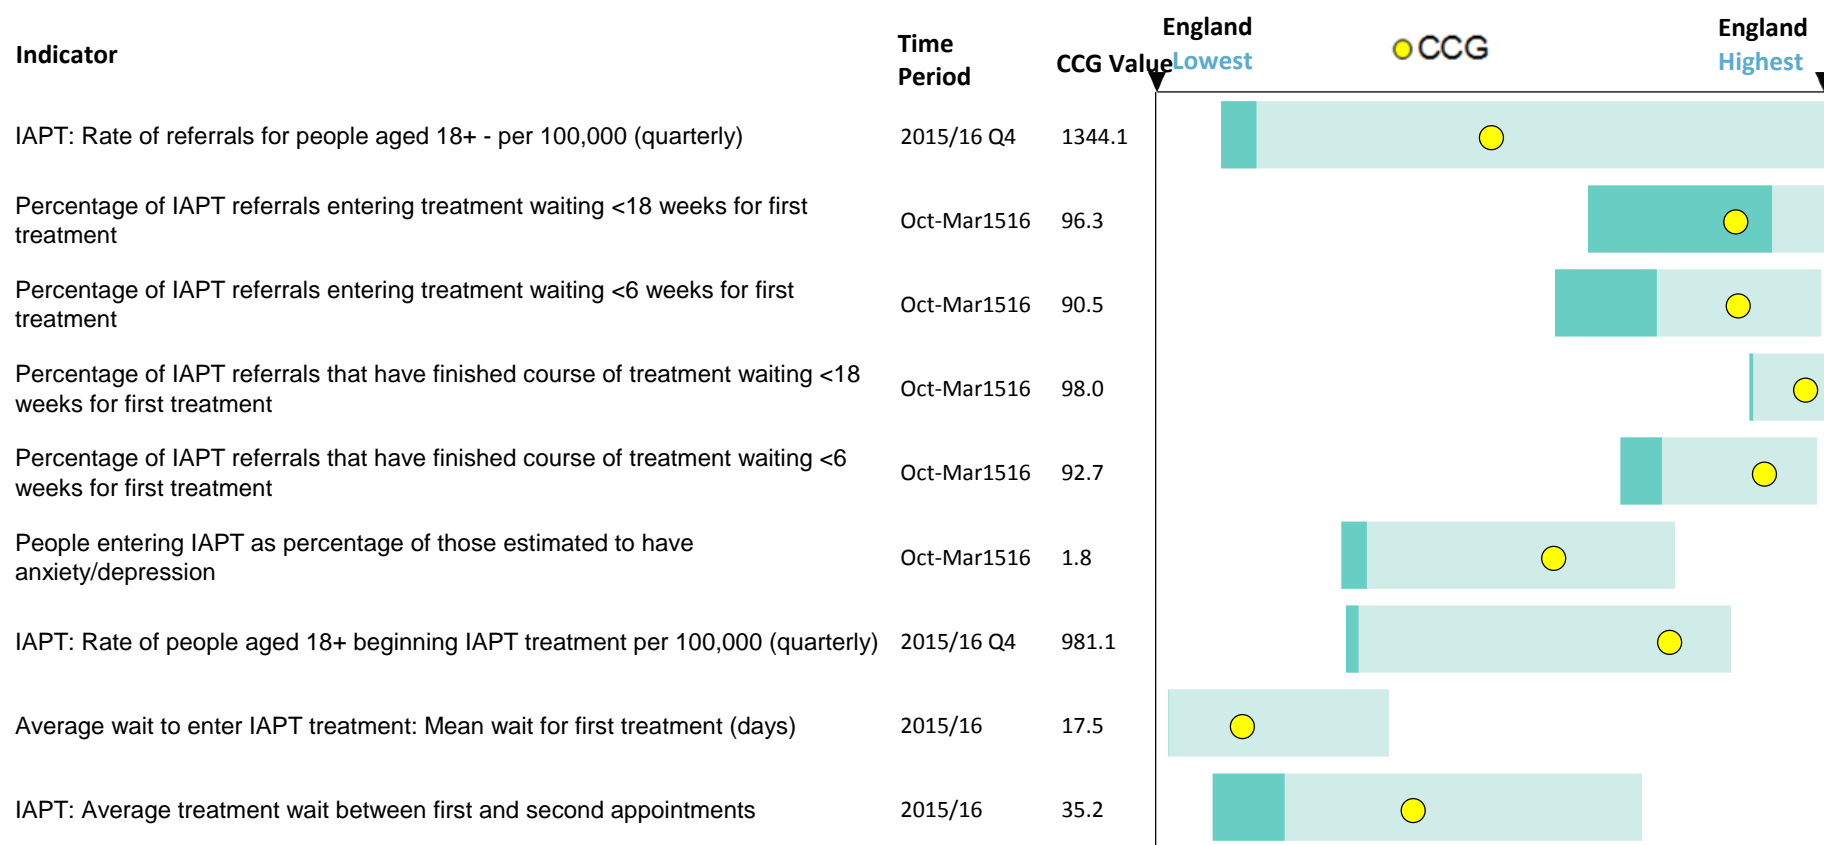 Indicator
Time
Period
CCG Value
England
Lowest
CCG
England
Highest
IAPT: Rate of referrals for people aged 18+ - per 100,000 (quarterly) 2015/16 Q4 1344.1
Percentage of IAPT referrals entering treatment waiting <18 weeks for first
treatment
Oct-Mar1516 96.3
Percentage of IAPT referrals entering treatment waiting <6 weeks for first
treatment
Oct-Mar1516 90.5
Percentage of IAPT referrals that have finished course of treatment waiting <18
weeks for first treatment
Oct-Mar1516 98.0
Percentage of IAPT referrals that have finished course of treatment waiting <6
weeks for first treatment
Oct-Mar1516 92.7
People entering IAPT as percentage of those estimated to have
anxiety/depression
Oct-Mar1516 1.8
IAPT: Rate of people aged 18+ beginning IAPT treatment per 100,000 (quarterly) 2015/16 Q4 981.1
Average wait to enter IAPT treatment: Mean wait for first treatment (days) 2015/16 17.5
IAPT: Average treatment wait between first and second appointments 2015/16 35.2